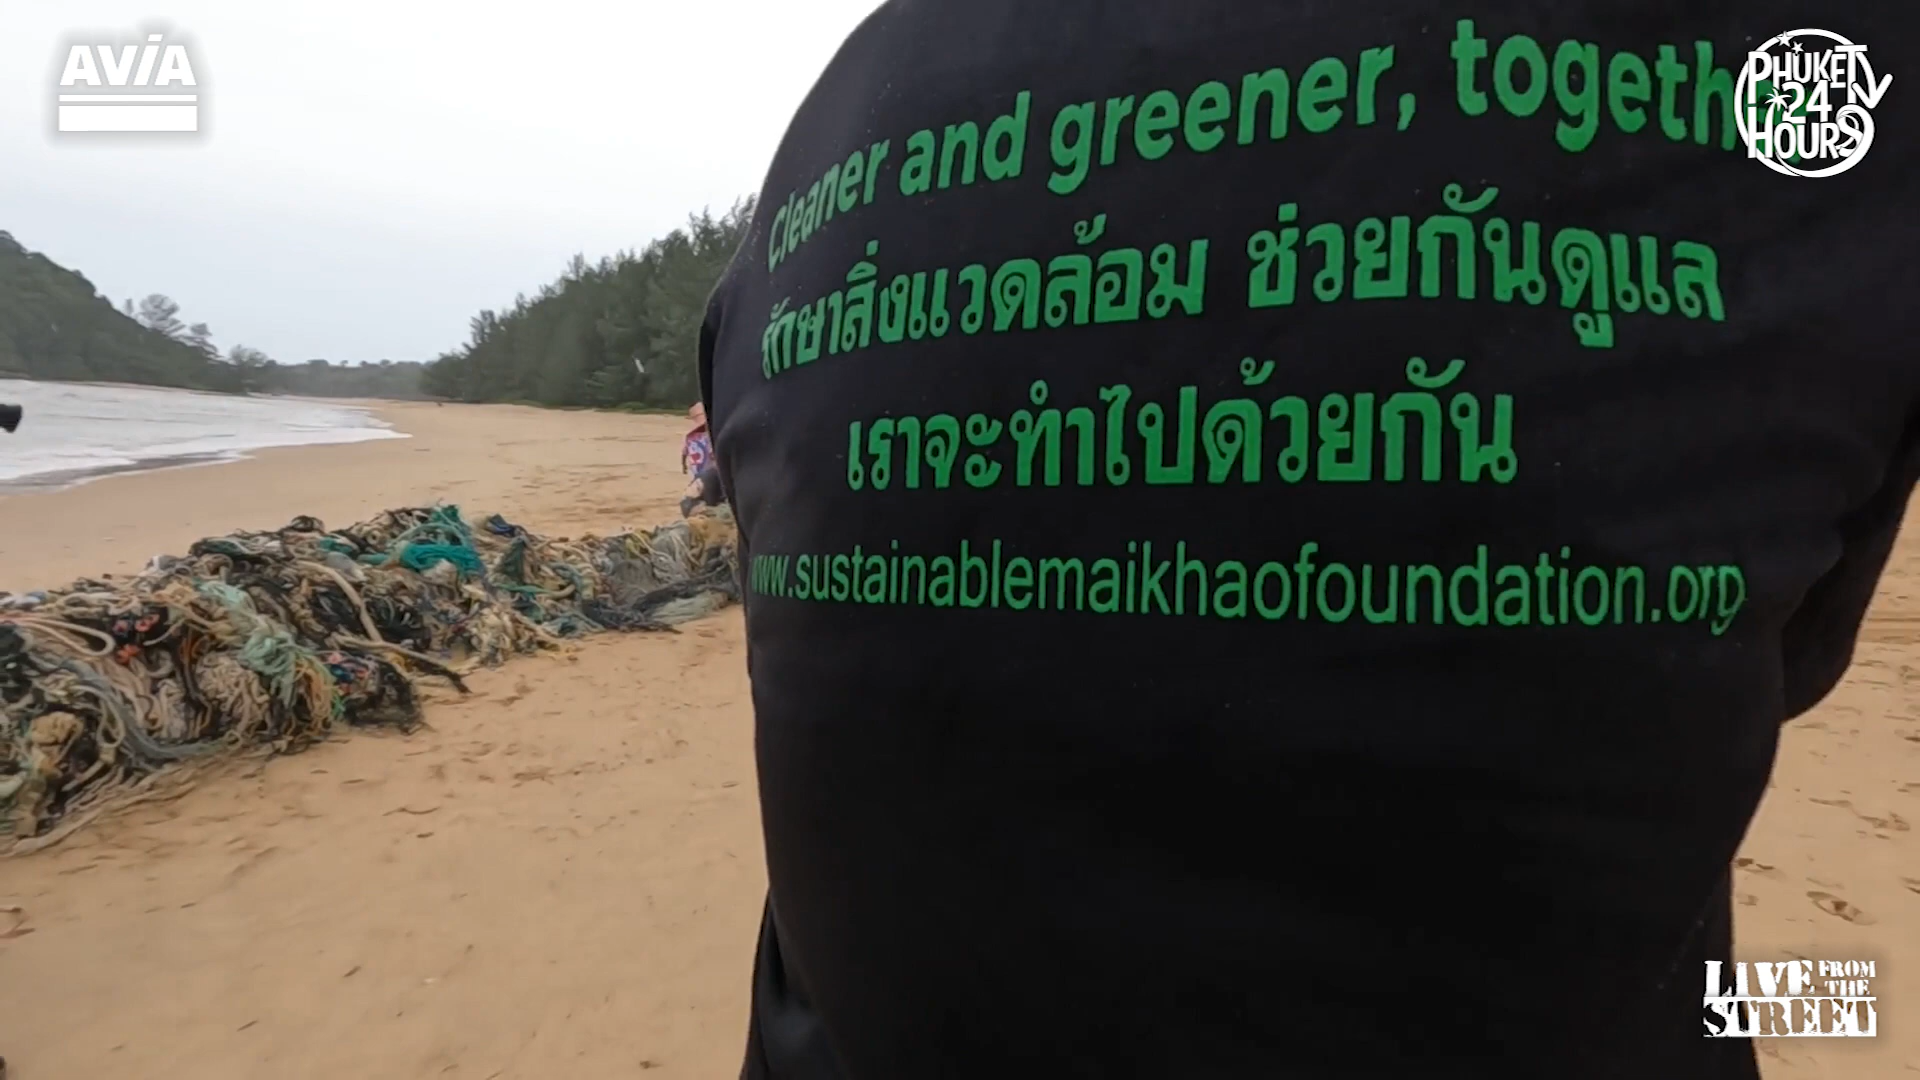 AVIA
PHUKET
24
HOURS
TV
Cleaner and greener, together
รักษาสิ่งแวดล้อม ช่วยกันดูแล
เราจะทำไปด้วยกัน
www.sustainablemaikhaofoundation.org
LIVE FROM THE
STREET